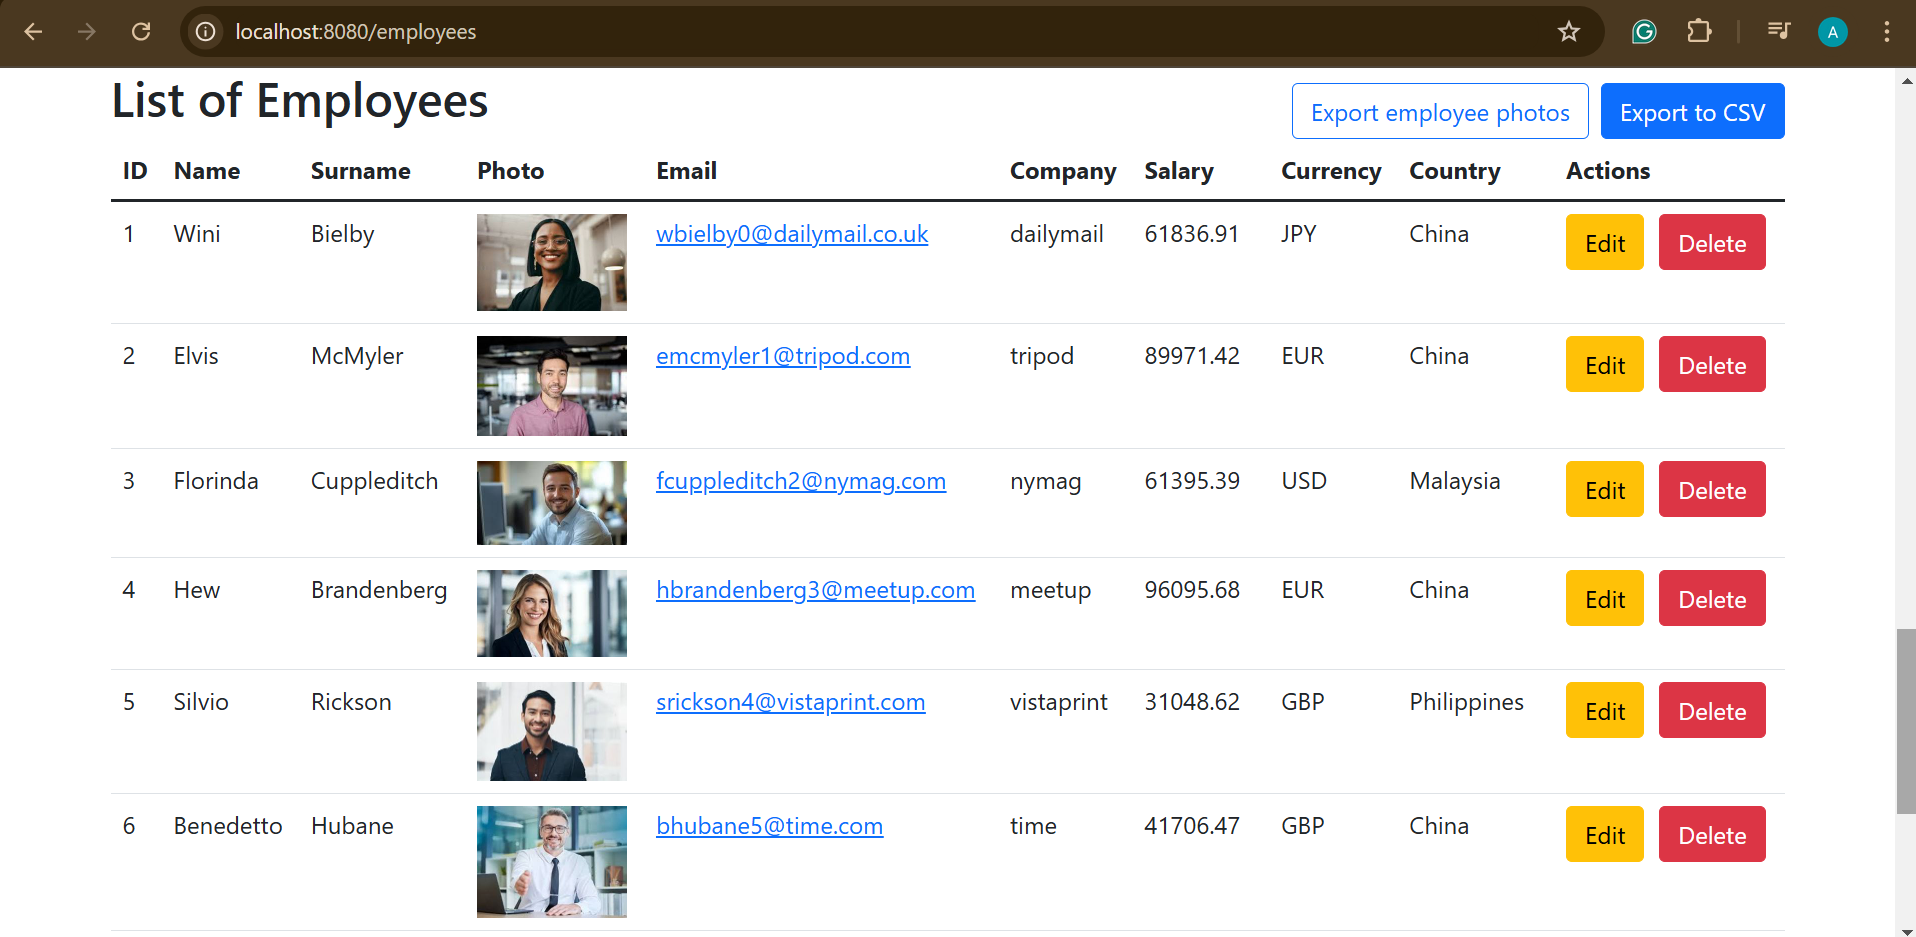 localhost:8080/employees
A
List of Employees
Export employee photos
Export to CSV
ID Name Surname Photo Email Company Salary Currency Country Actions
1 Wini Bielby wbielby0@dailymail.co.uk dailymail 61836.91 JPY China Edit Delete
2 Elvis McMyler emcmyler1@tripod.com tripod 89971.42 EUR China Edit Delete
3 Florinda Cuppleditch fcuppleditch2@nymag.com nymag 61395.39 USD Malaysia Edit Delete
4 Hew Brandenberg hbrandenberg3@meetup.com meetup 96095.68 EUR China Edit Delete
5 Silvio Rickson srickson4@vistaprint.com vistaprint 31048.62 GBP Philippines Edit Delete
6 Benedetto Hubane bhubane5@time.com time 41706.47 GBP China Edit Delete